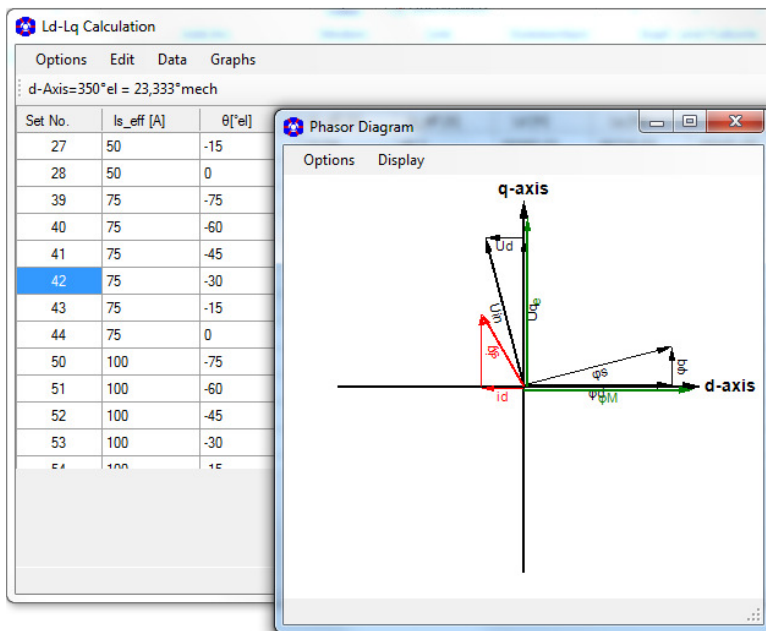 Ld-Lq Calculation
Options Edit Data Graphs
d-Axis=350°el = 23,333°mech
Set No. Is_eff [A] θ[°el]
27 50 -15
28 50 0
39 75 -75
40 75 -60
41 75 -45
42 75 -30
43 75 -15
44 75 0
50 100 -75
51 100 -60
52 100 -45
53 100 -30
54 100 -15
Phasor Diagram
Options Display
q-axis
Ud
Uin
id
φs
d-axis
φM